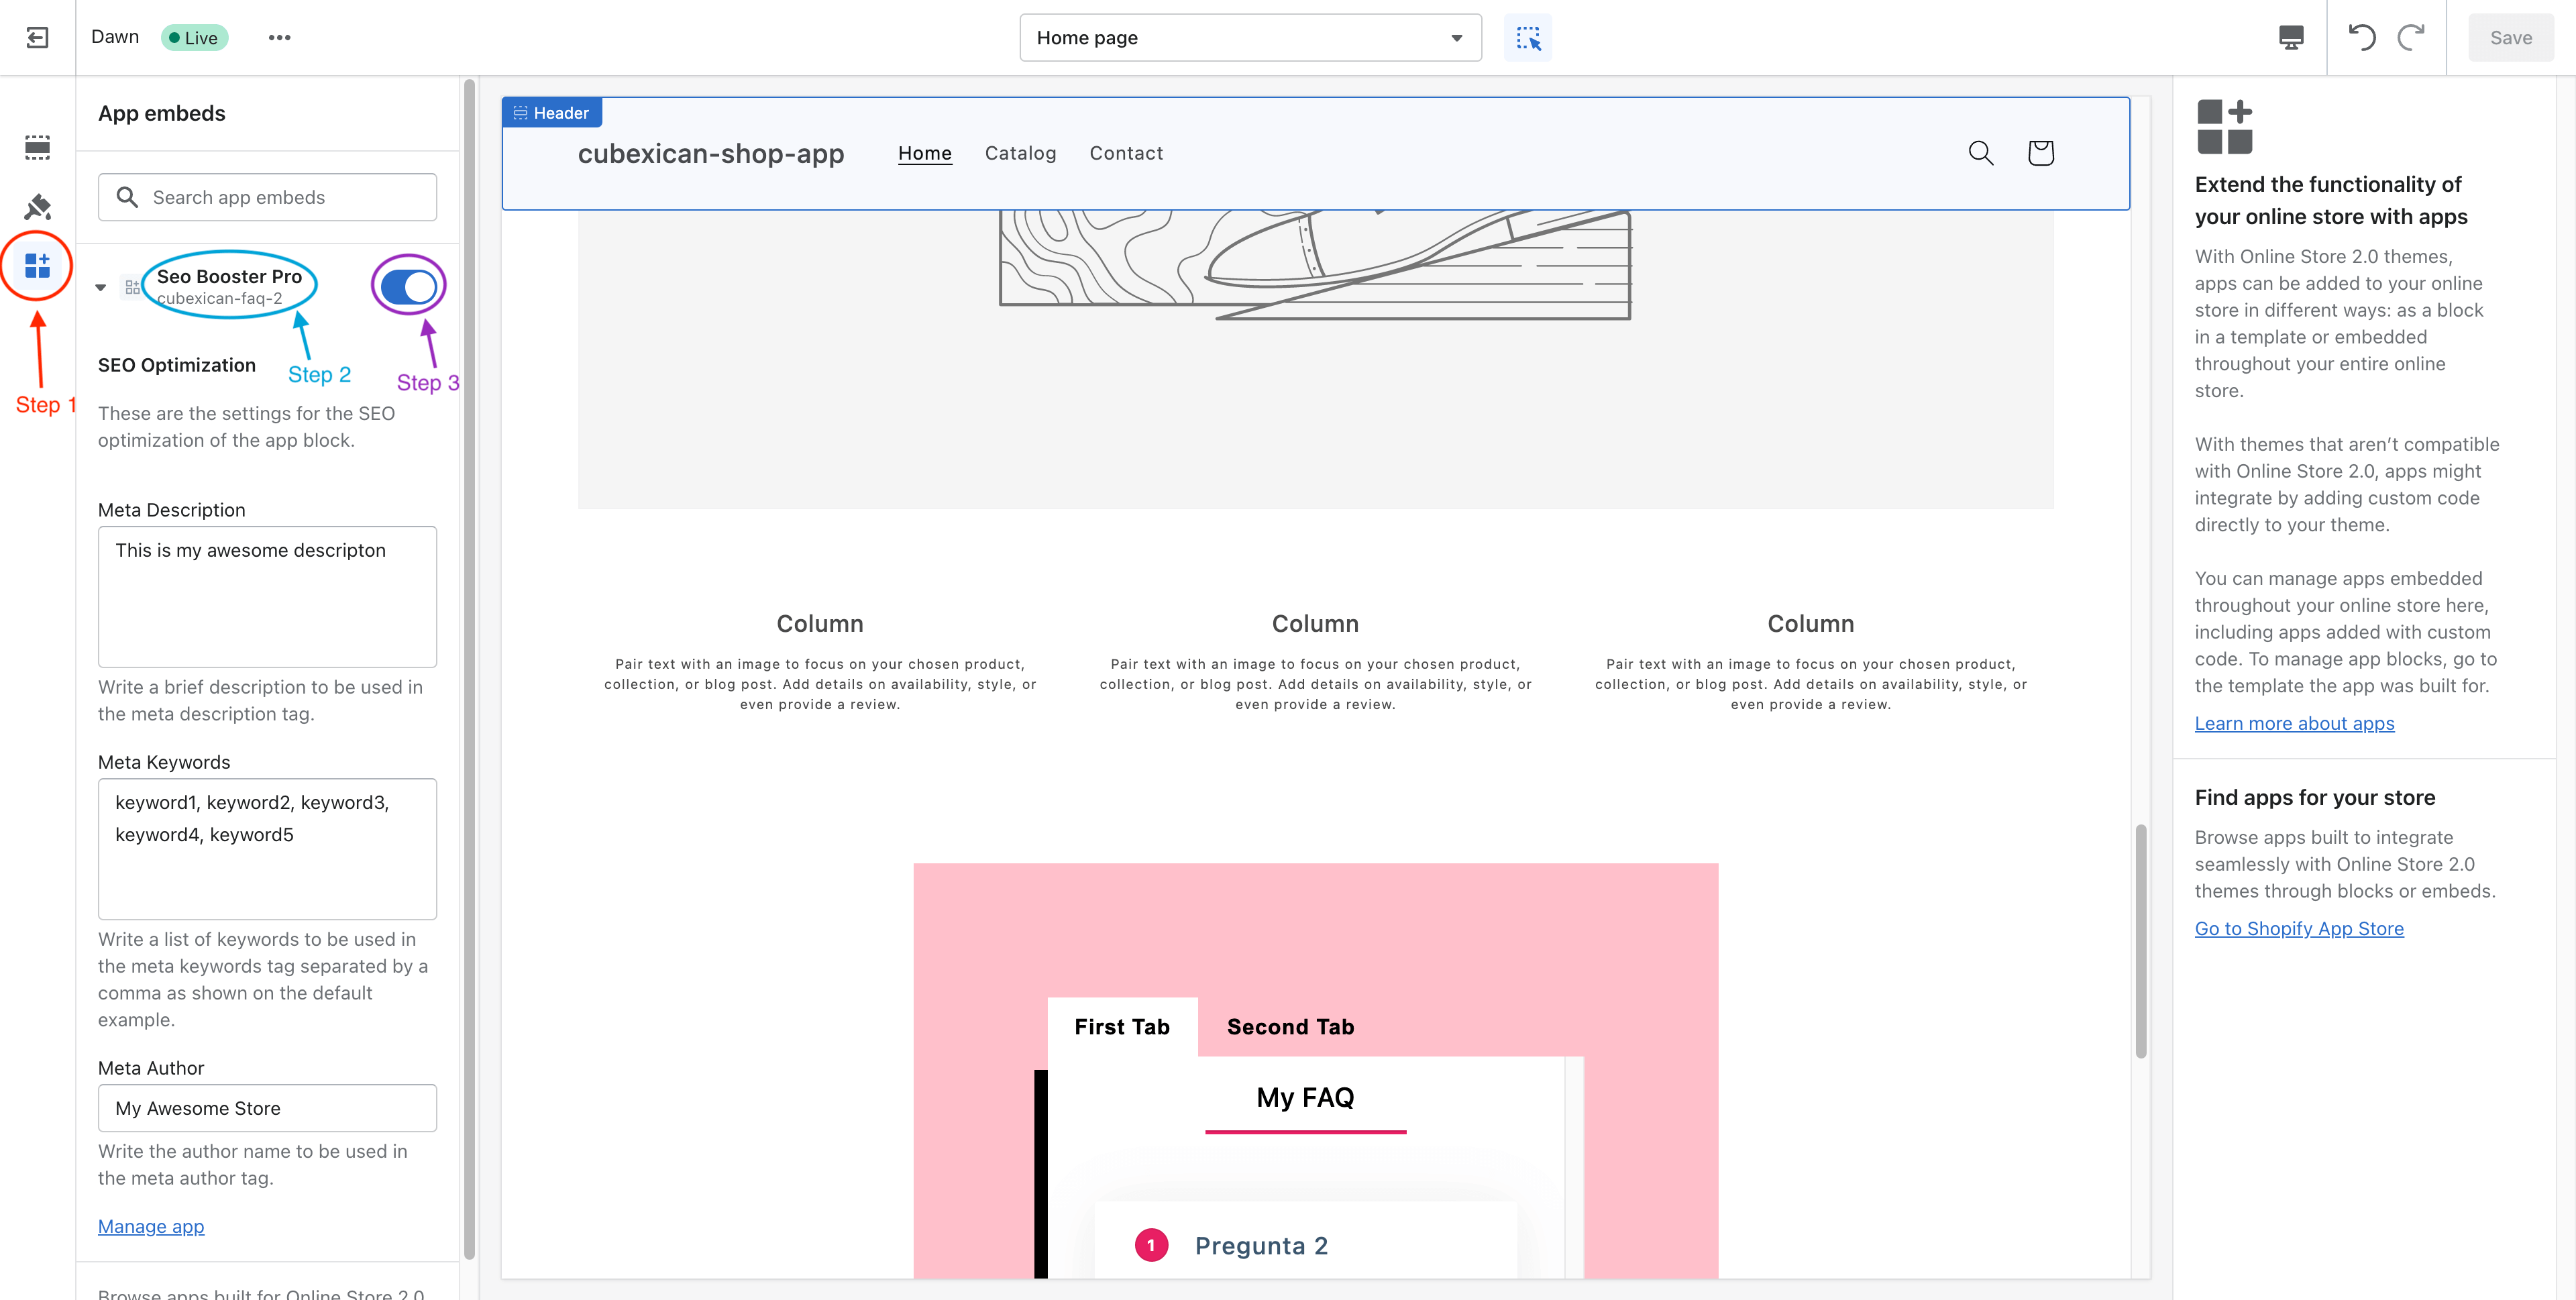 Dawn
Live
Home page
Save
App embeds
Search app embeds
Seo Booster Pro
cubexican-faq-2
Step 1
Step 2
Step 3
SEO Optimization
These are the settings for the SEO
optimization of the app block.
Meta Description
This is my awesome descripton
Write a brief description to be used in
the meta description tag.
Meta Keywords
keyword1, keyword2, keyword3,
keyword4, keyword5
Write a list of keywords to be used in
the meta keywords tag separated by a
comma as shown on the default
example.
Meta Author
My Awesome Store
Write the author name to be used in
the meta author tag.
Manage app
Browse apps built for Online Store 2.0
Header
cubexican-shop-app
Home
Catalog
Contact
Column
Pair text with an image to focus on your chosen product,
collection, or blog post. Add details on availability, style, or
even provide a review.
Column
Pair text with an image to focus on your chosen product,
collection, or blog post. Add details on availability, style, or
even provide a review.
Column
Pair text with an image to focus on your chosen product,
collection, or blog post. Add details on availability, style, or
even provide a review.
First Tab
Second Tab
My FAQ
1
Pregunta 2
Extend the functionality of
your online store with apps
With Online Store 2.0 themes,
apps can be added to your online
store in different ways: as a block
in a template or embedded
throughout your entire online
store.
With themes that aren’t compatible
with Online Store 2.0, apps might
integrate by adding custom code
directly to your theme.
You can manage apps embedded
throughout your online store here,
including apps added with custom
code. To manage app blocks, go to
the template the app was built for.
Learn more about apps
Find apps for your store
Browse apps built to integrate
seamlessly with Online Store 2.0
themes through blocks or embeds.
Go to Shopify App Store